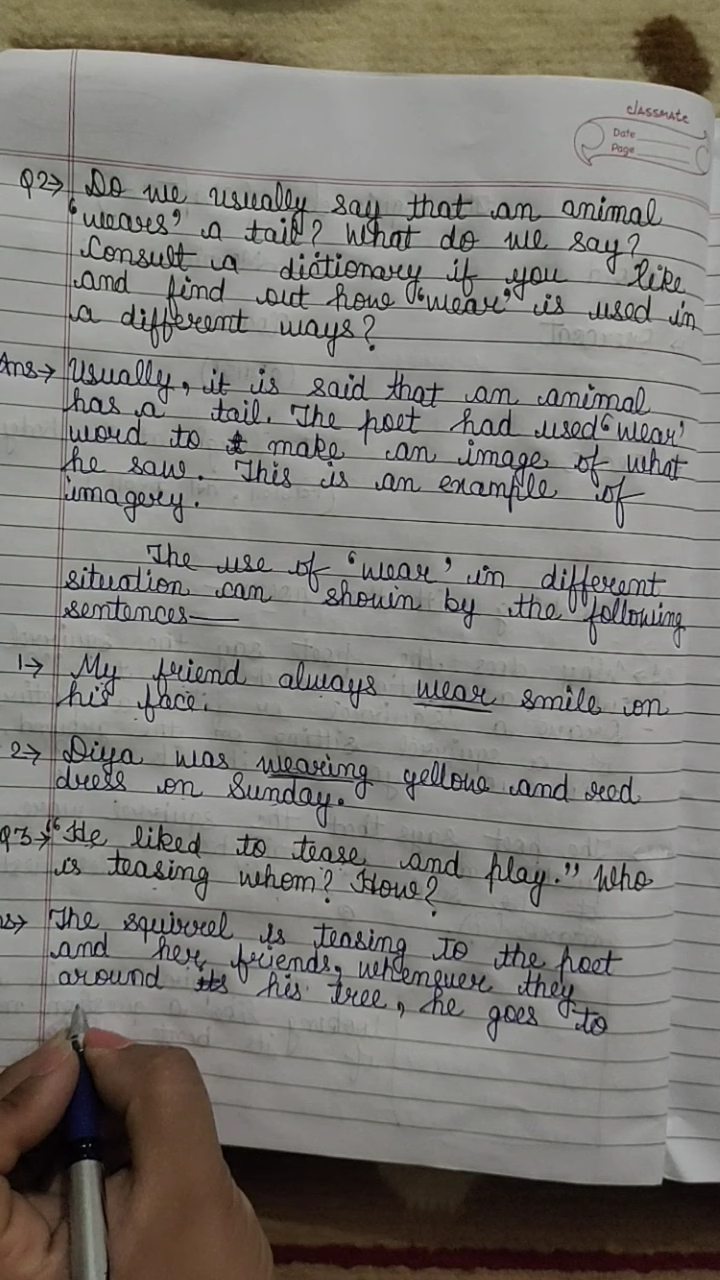 classmate
Date
Page
Q2→ Do we usually say that an animal
'wears' a tail? What do we say?
Consult a dictionary if you like
and find out how 'wear' is used in
a different ways?
Ans→ Usually, it is said that an animal
has a tail. The poet had used 'wear'
word to make an image of what
he saw. This is an example of
imagery.
The use of 'wear' in different
situation can showin by the following
sentences—
1→ My friend always wear smile on
his face.
2→ Diya was wearing yellow and red
dress on Sunday.
Q3→ "He liked to tease and play." Who
is teasing whom? How?
s→ The squirrel is teasing to the poet
and her friends, whenever they
around his tree, he goes to